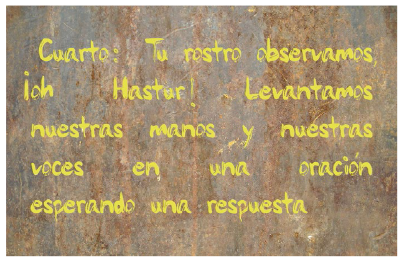 Cuarto: Tu rostro observamos,
¡oh Hastur! Levantamos
nuestras manos y nuestras
voces en una oración
esperando una respuesta